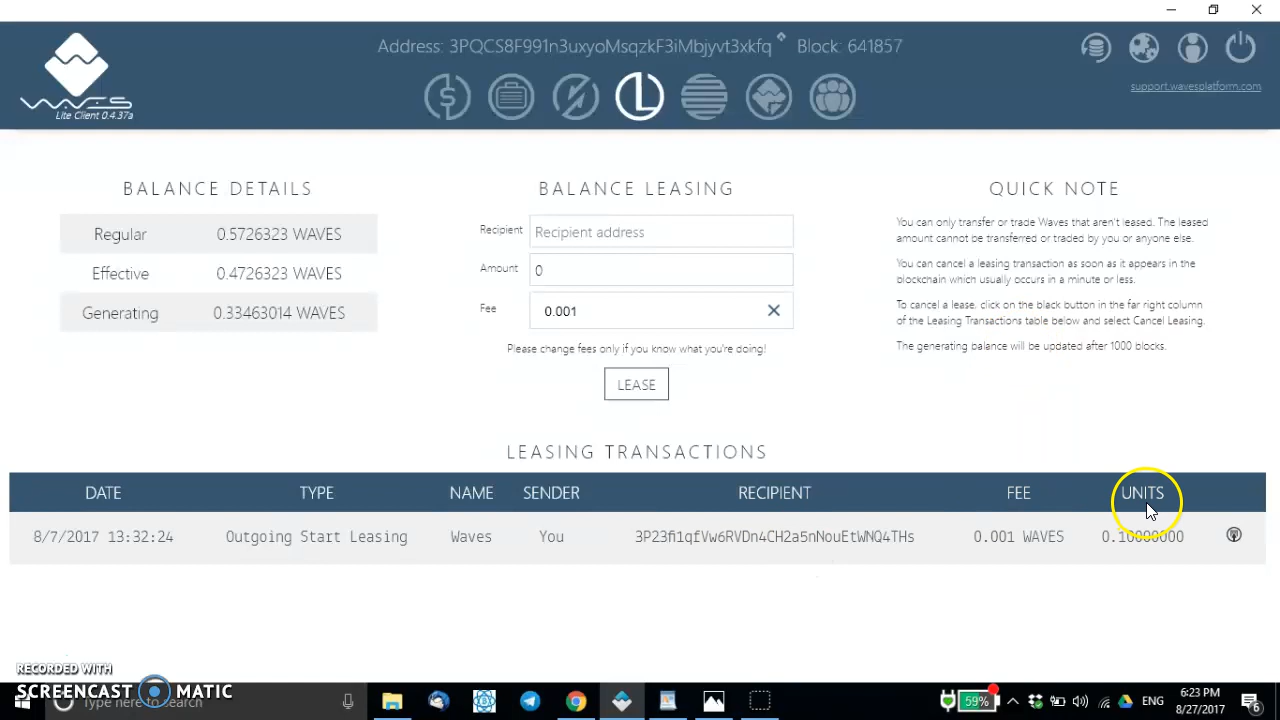 Address: 3PQCS8F991n3uxyoMsqzkF3iMbjyvt3xkfq Block: 641857
WAVES
Lite Client 0.4.37a
support.wavesplatform.com
BALANCE DETAILS
Regular 0.5726323 WAVES
Effective 0.4726323 WAVES
Generating 0.33463014 WAVES
BALANCE LEASING
Recipient Recipient address
Amount 0
Fee 0.001
Please change fees only if you know what you're doing!
LEASE
QUICK NOTE
You can only transfer or trade Waves that aren't leased. The leased
amount cannot be transferred or traded by you or anyone else.
You can cancel a leasing transaction as soon as it appears in the
blockchain which usually occurs in a minute or less.
To cancel a lease, click on the black button in the far right column
of the Leasing Transactions table below and select Cancel Leasing.
The generating balance will be updated after 1000 blocks.
LEASING TRANSACTIONS
DATE TYPE NAME SENDER RECIPIENT FEE UNITS
8/7/2017 13:32:24 Outgoing Start Leasing Waves You 3P23fi1qfVw6RVDn4CH2a5nNouEtWNQ4THs 0.001 WAVES 0.10000000
RECORDED WITH
SCREENCAST MATIC
Type here to search
59%
ENG
6:23 PM
8/27/2017
6